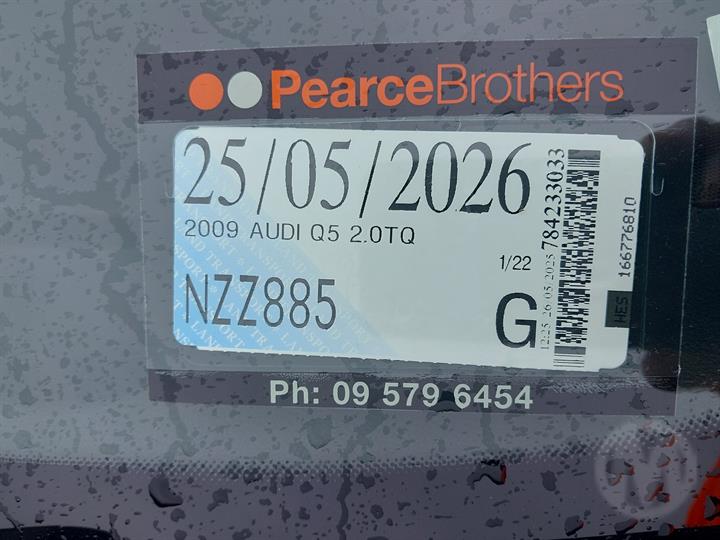 PearceBrothers
25/05/2026
2009 AUDI Q5 2.0TQ
1/22
NZZ885
G
12:25 26-05-2025 784233033
166776810
HES
Ph: 09 579 6454